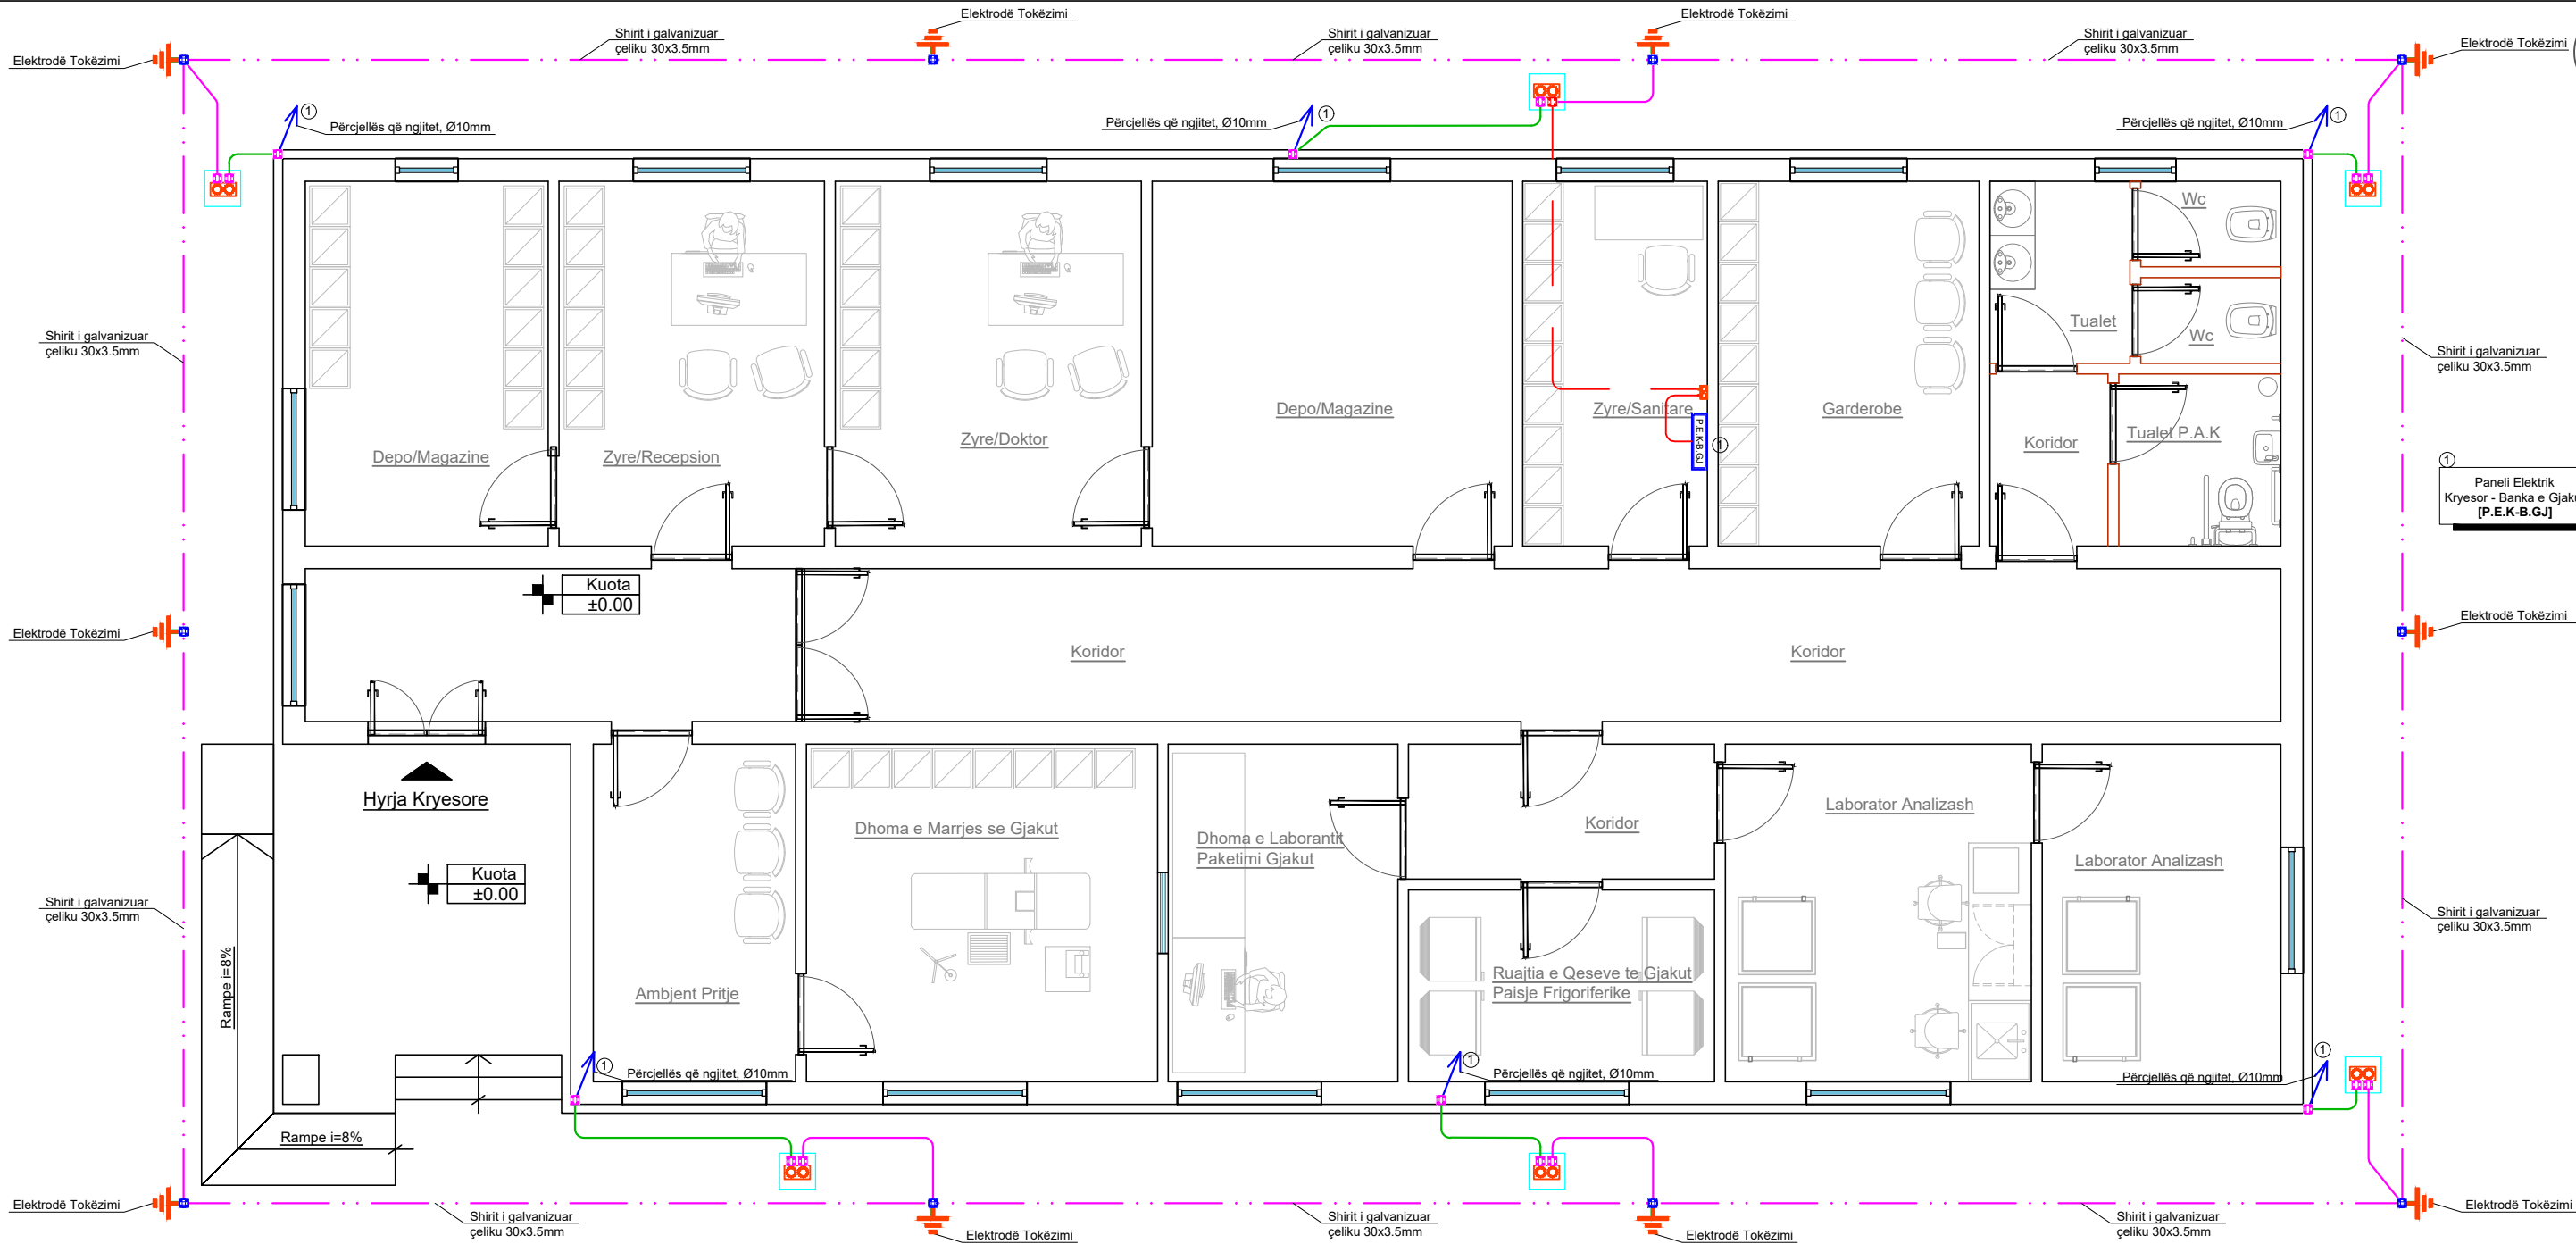 Elektrodë Tokëzimi
Elektrodë Tokëzimi
Shirit i galvanizuar
çeliku 30x3.5mm
Shirit i galvanizuar
çeliku 30x3.5mm
Shirit i galvanizuar
çeliku 30x3.5mm
Elektrodë Tokëzimi
Elektrodë Tokëzimi
1
Përcjellës që ngjitet, Ø10mm
1
Përcjellës që ngjitet, Ø10mm
1
Përcjellës që ngjitet, Ø10mm
Wc
Tualet
Wc
Shirit i galvanizuar
çeliku 30x3.5mm
Shirit i galvanizuar
çeliku 30x3.5mm
Depo/Magazine
Zyre/Recepsion
Zyre/Doktor
Depo/Magazine
Zyre/Sanitare
P.E.K-B.GJ
1
Garderobe
Koridor
Tualet P.A.K
1
Paneli Elektrik
Kryesor - Banka e Gjaku
[P.E.K-B.GJ]
Kuota
±0.00
Elektrodë Tokëzimi
Koridor
Koridor
Elektrodë Tokëzimi
Hyrja Kryesore
Kuota
±0.00
Dhoma e Marrjes se Gjakut
Dhoma e Laborantit
Paketimi Gjakut
Koridor
Laborator Analizash
Laborator Analizash
Shirit i galvanizuar
çeliku 30x3.5mm
Shirit i galvanizuar
çeliku 30x3.5mm
Rampe i=8%
Ambjent Pritje
Ruajtia e Qeseve te Gjakut
Paisje Frigoriferike
1
Përcjellës që ngjitet, Ø10mm
1
Përcjellës që ngjitet, Ø10mm
1
Përcjellës që ngjitet, Ø10mm
Rampe i=8%
Elektrodë Tokëzimi
Shirit i galvanizuar
çeliku 30x3.5mm
Elektrodë Tokëzimi
Shirit i galvanizuar
çeliku 30x3.5mm
Elektrodë Tokëzimi
Shirit i galvanizuar
çeliku 30x3.5mm
Elektrodë Tokëzimi